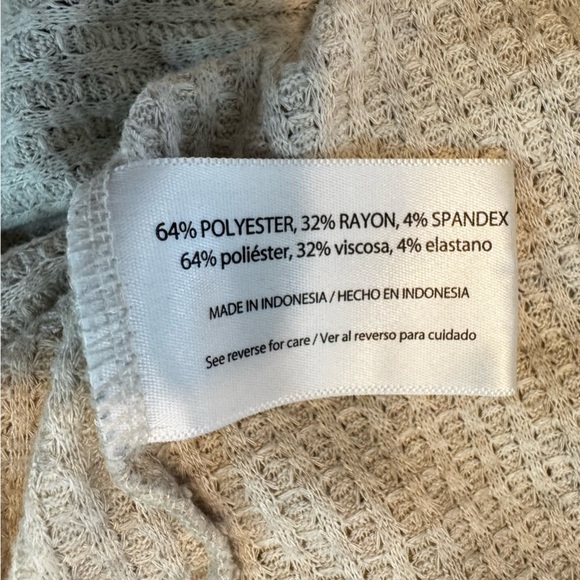 64% POLYESTER, 32% RAYON, 4% SPANDEX
64% poliéster, 32% viscosa, 4% elastano
MADE IN INDONESIA / HECHO EN INDONESIA
See reverse for care / Ver al reverso para cuidado